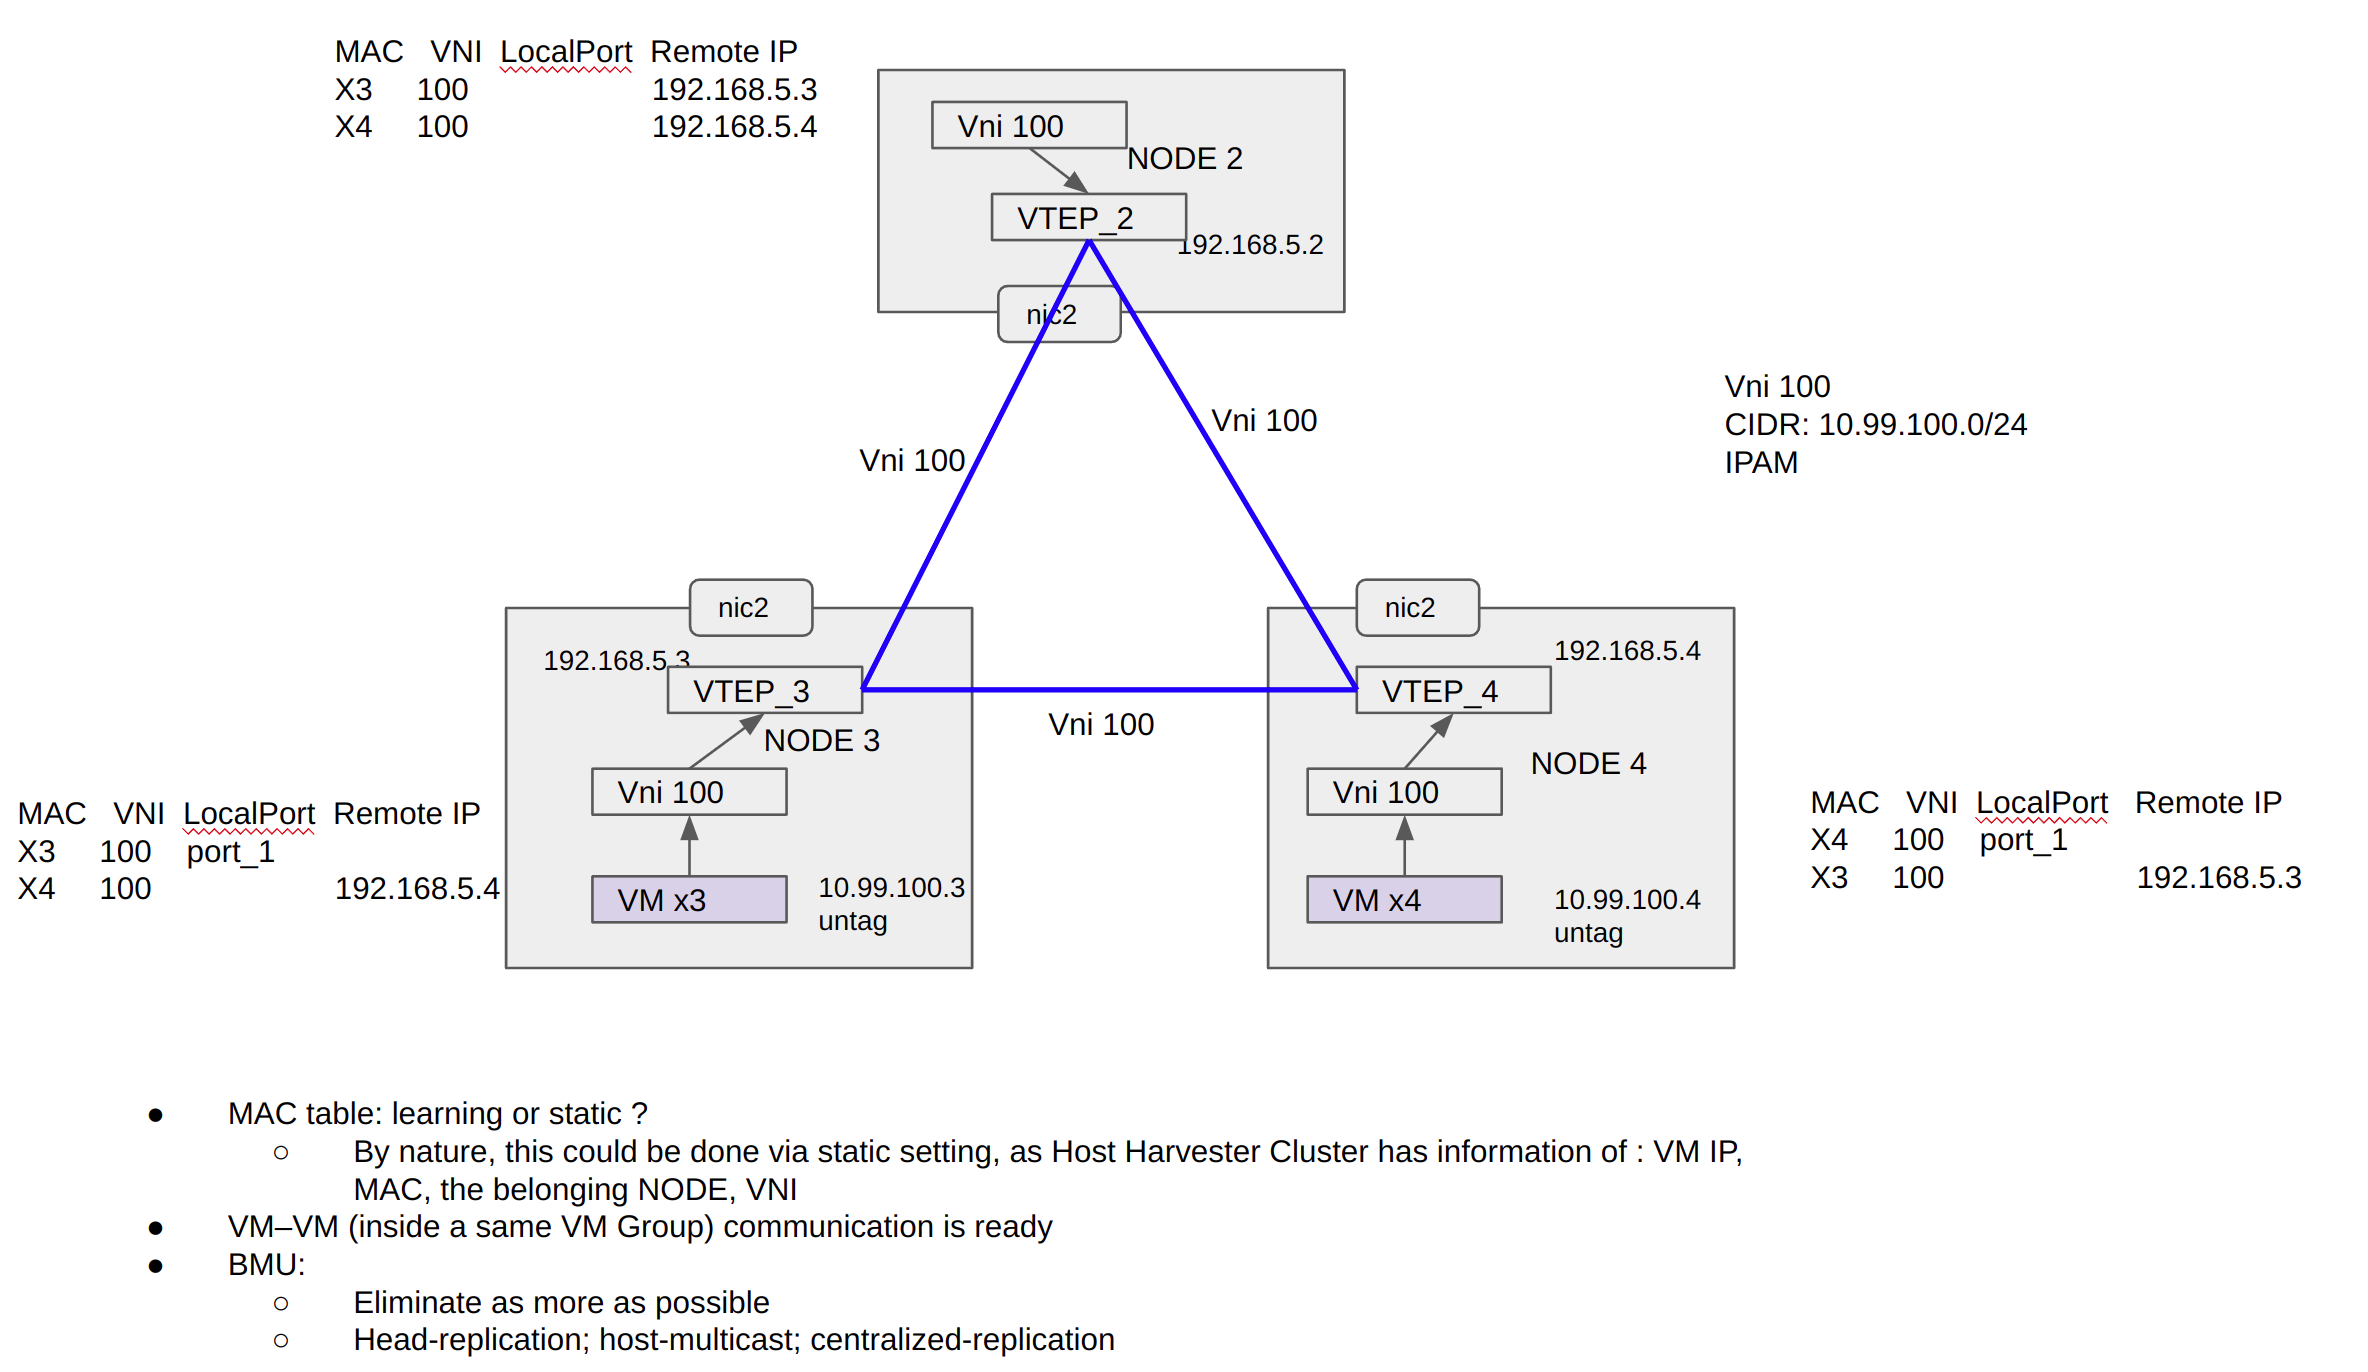 MAC VNI LocalPort Remote IP
X3 100 192.168.5.3
X4 100 192.168.5.4
Vni 100
NODE 2
VTEP_2
192.168.5.2
nic2
Vni 100
Vni 100
Vni 100
CIDR: 10.99.100.0/24
IPAM
nic2
192.168.5.3
VTEP_3
NODE 3
Vni 100
VM x3
10.99.100.3
untag
Vni 100
nic2
192.168.5.4
VTEP_4
NODE 4
Vni 100
VM x4
10.99.100.4
untag
MAC VNI LocalPort Remote IP
X3 100 port_1
X4 100 192.168.5.4
MAC VNI LocalPort Remote IP
X4 100 port_1
X3 100 192.168.5.3
● MAC table: learning or static ?
○ By nature, this could be done via static setting, as Host Harvester Cluster has information of : VM IP,
MAC, the belonging NODE, VNI
● VM–VM (inside a same VM Group) communication is ready
● BMU:
○ Eliminate as more as possible
○ Head-replication; host-multicast; centralized-replication